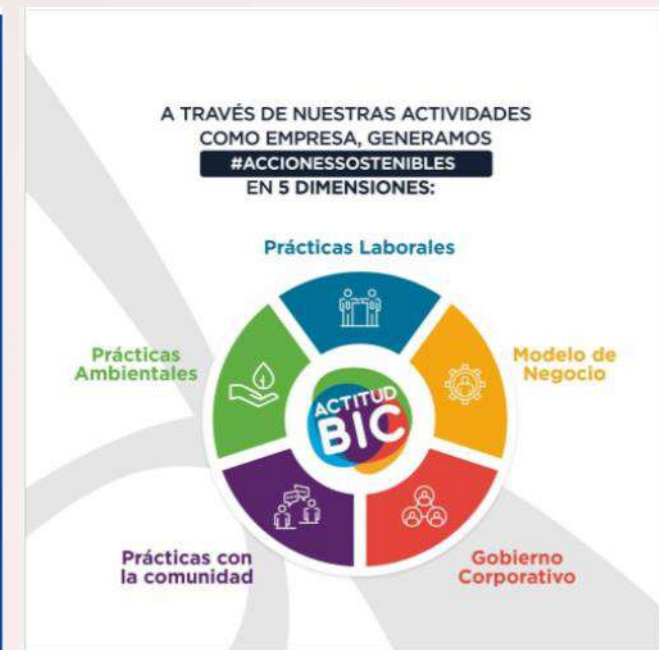 A TRAVÉS DE NUESTRAS ACTIVIDADES
COMO EMPRESA, GENERAMOS
#ACCIONESSOSTENIBLES
EN 5 DIMENSIONES:
Prácticas Laborales
Prácticas
Ambientales
Modelo de
Negocio
ACTITUD
BIC
Prácticas con
la comunidad
Gobierno
Corporativo